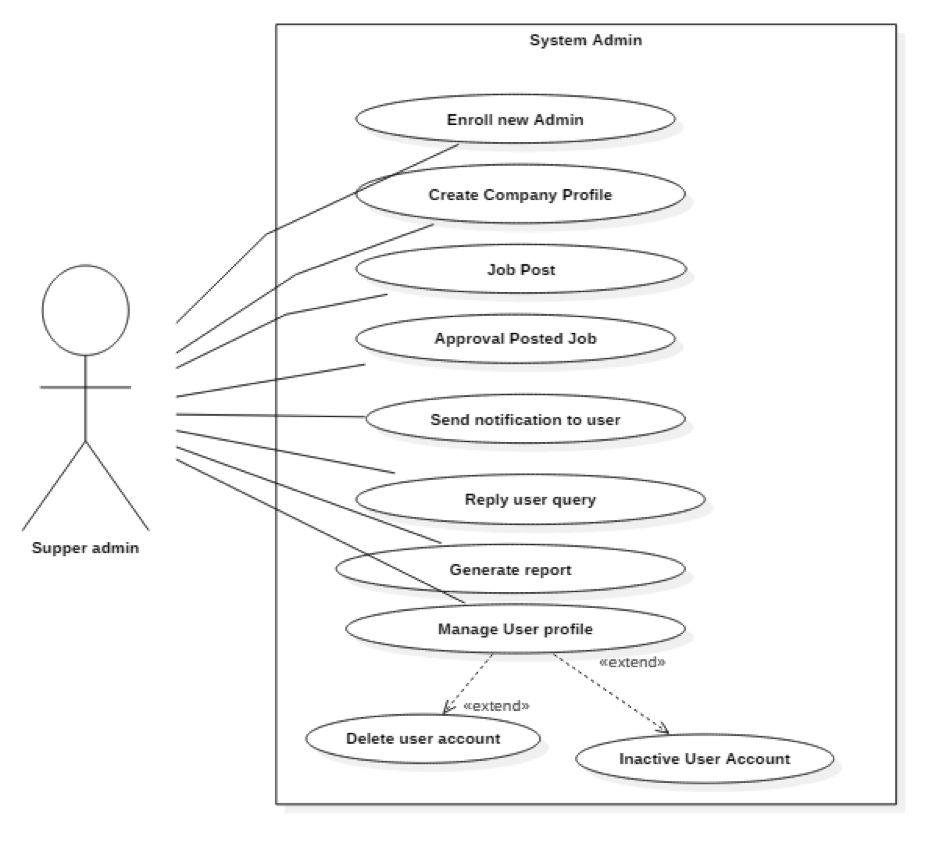 System Admin
Enroll new Admin
Create Company Profile
Job Post
Approval Posted Job
Send notification to user
Reply user query
Supper admin
Generate report
Manage User profile
«extend»
«extend»
Delete user account
Inactive User Account